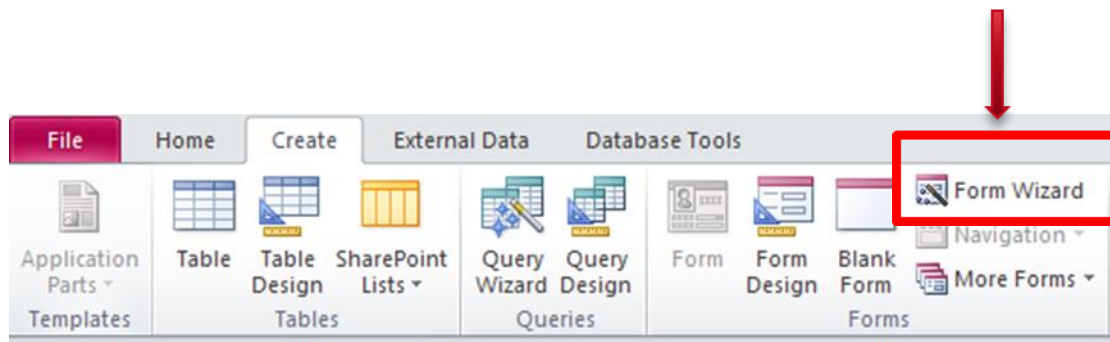 File Home Create External Data Database Tools
Application Parts
Table
Table Design
SharePoint Lists
Query Wizard
Query Design
Form
Form Design
Blank Form
Form Wizard
Navigation
More Forms
Templates Tables Queries Forms